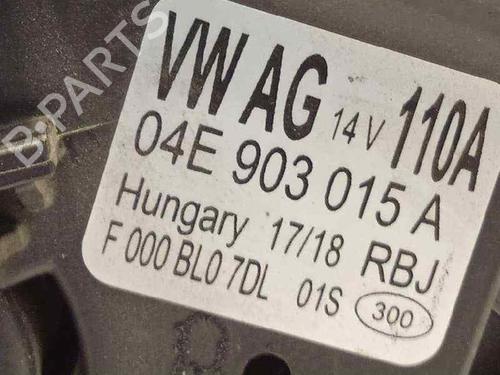 B-PARTS
VW AG 14V 110A
04E 903 015 A
Hungary 17/18 RBJ
F 000 BL0 7DL 01S 300